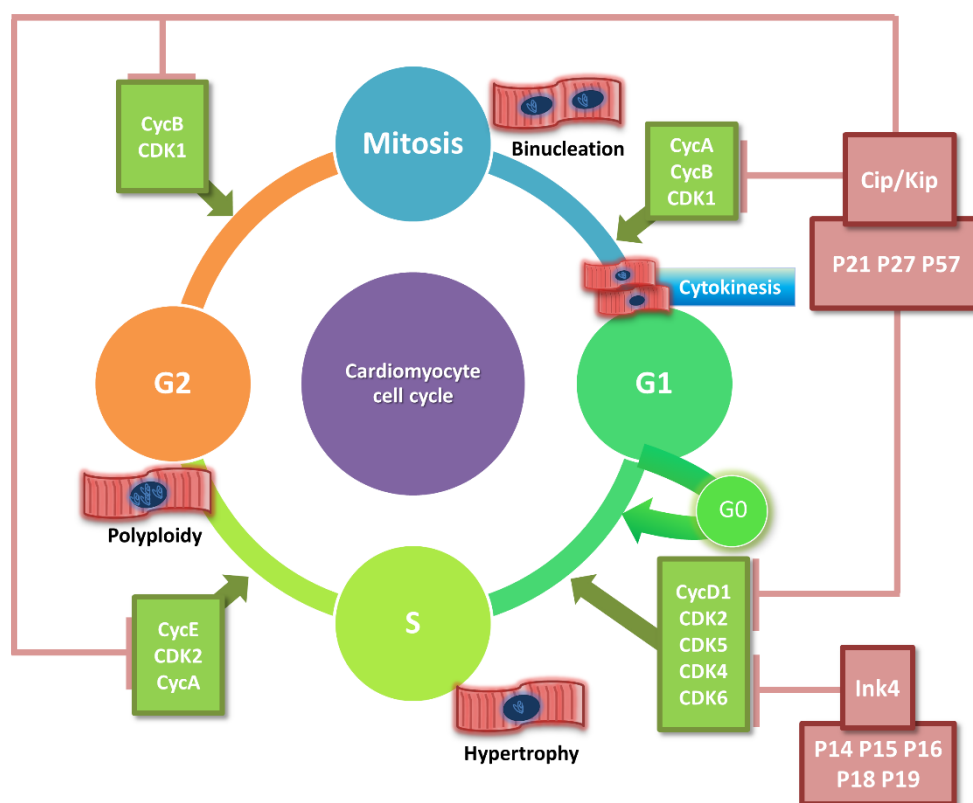 Mitosis
Binucleation
CycB
CDK1
CycA
CycB
CDK1
Cip/Kip
P21 P27 P57
Cytokinesis
G2
Cardiomyocyte
cell cycle
G1
G0
Polyploidy
CycE
CDK2
CycA
S
Hypertrophy
CycD1
CDK2
CDK5
CDK4
CDK6
Ink4
P14 P15 P16
P18 P19